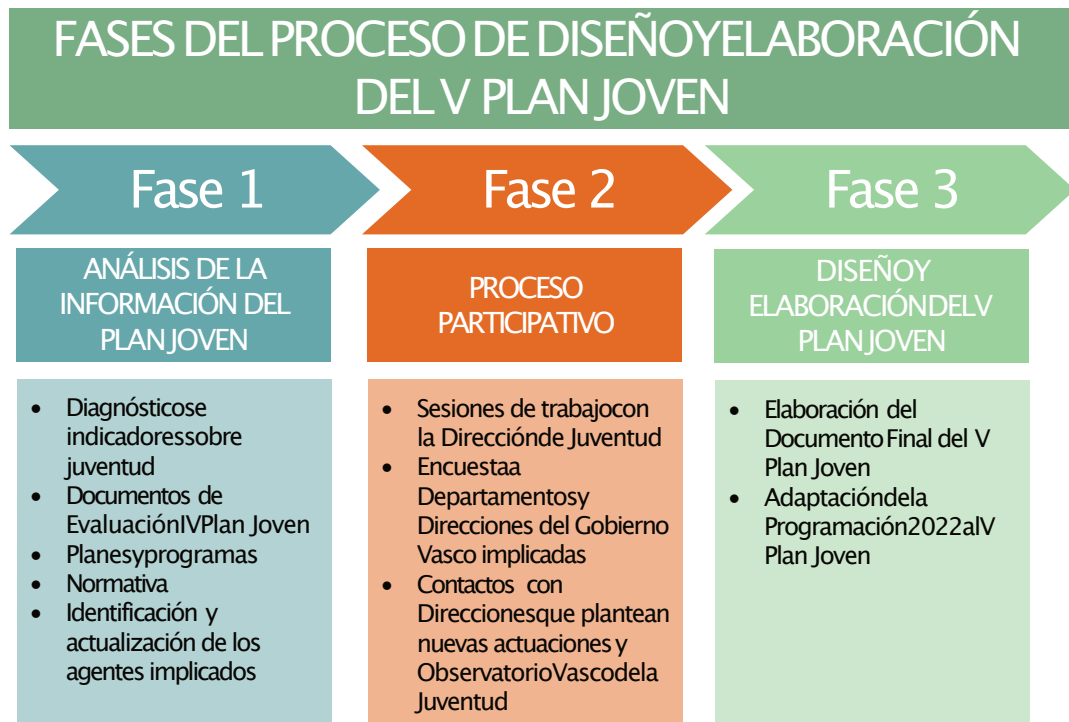 FASES DEL PROCESO DE DISEÑOYELABORACIÓN
DEL V PLAN JOVEN
Fase 1
Fase 2
Fase 3
ANÁLISIS DE LA
INFORMACIÓN DEL
PLAN JOVEN
PROCESO
PARTICIPATIVO
DISEÑOY
ELABORACIÓNDELV
PLAN JOVEN
• Diagnósticose
indicadoressobre
juventud
• Documentos de
EvaluaciónIVPlan Joven
• Planesyprogramas
• Normativa
• Identificación y
actualización de los
agentes implicados
• Sesiones de trabajocon
la Direcciónde Juventud
• Encuestaa
Departamentosy
Direcciones del Gobierno
Vasco implicadas
• Contactos con
Direccionesque plantean
nuevas actuaciones y
ObservatorioVascodela
Juventud
• Elaboración del
Documento Final del V
Plan Joven
• Adaptacióndela
Programación2022alV
Plan Joven